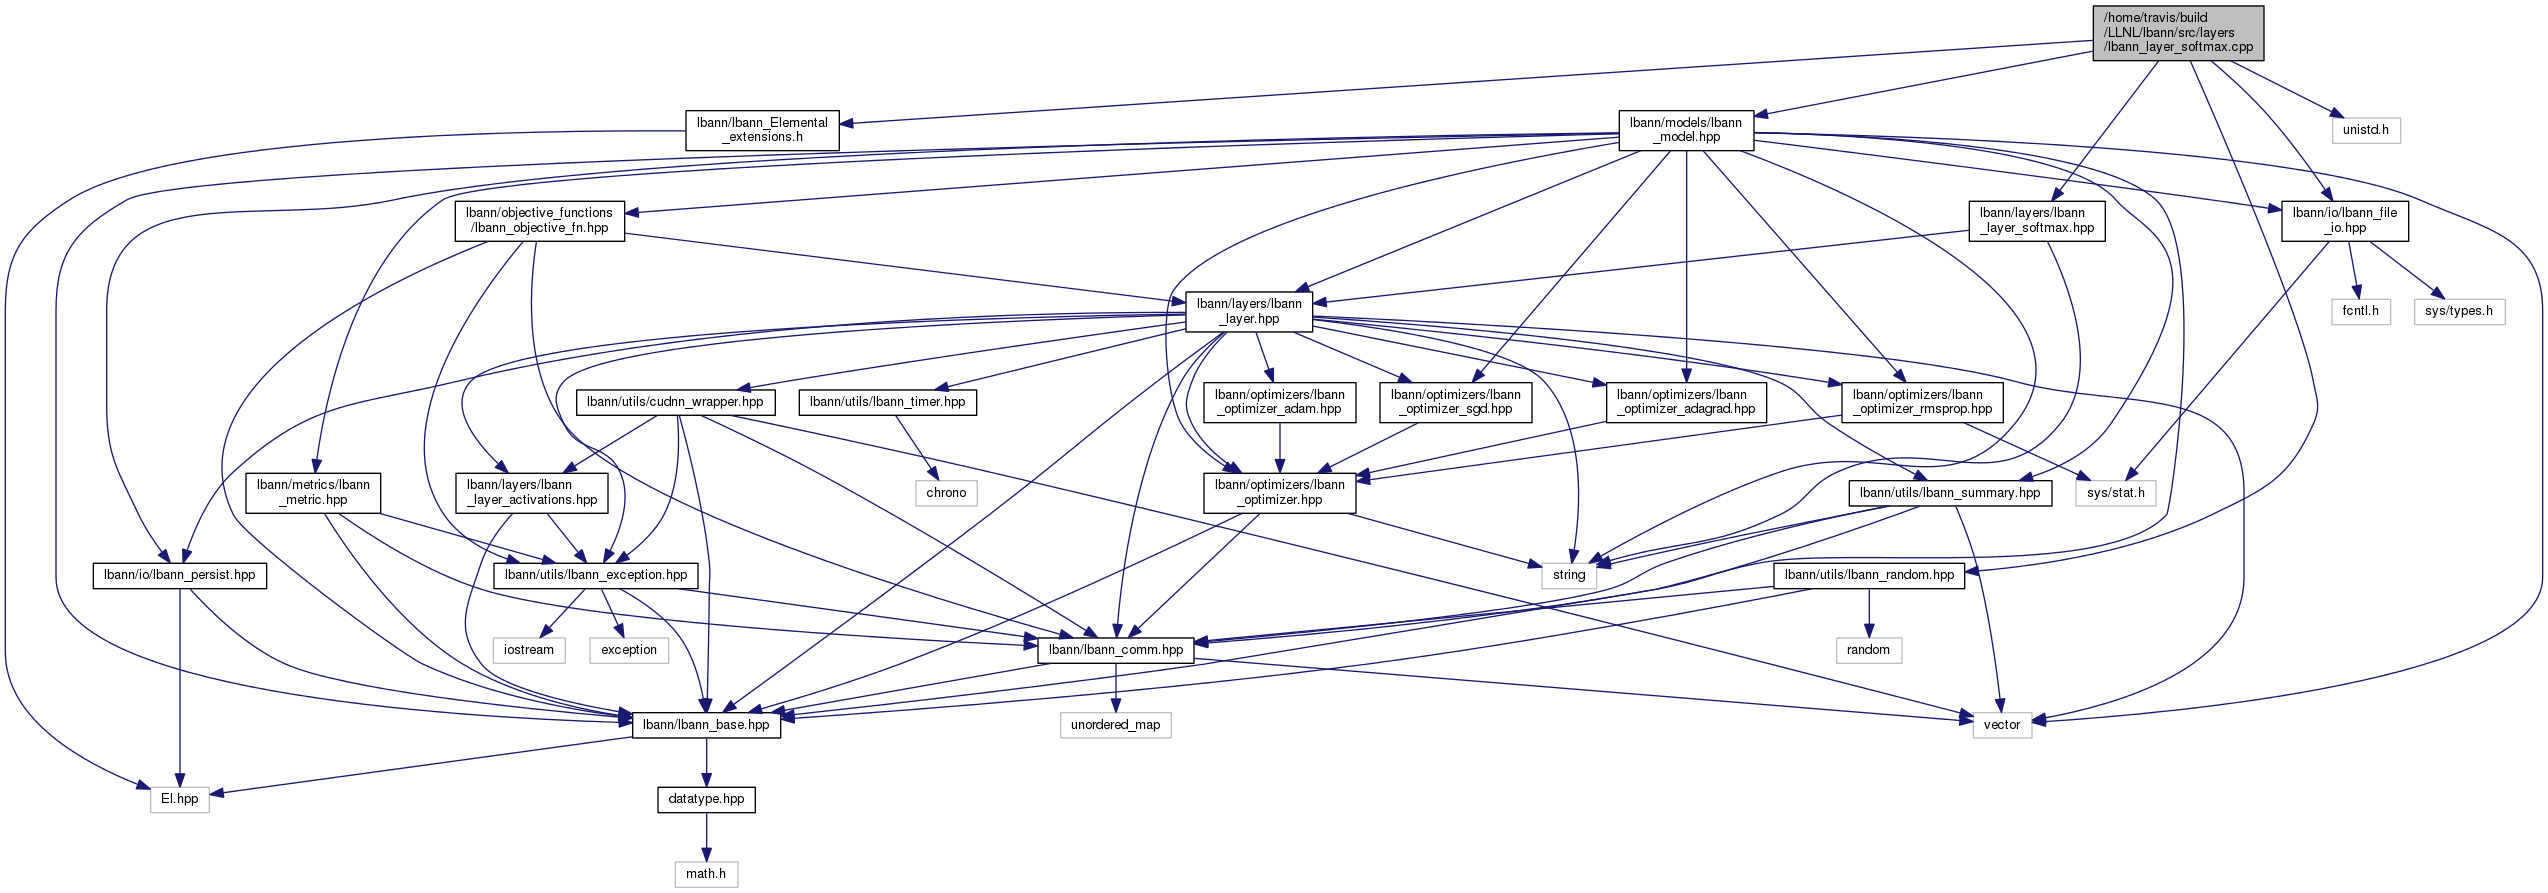 /home/travis/build
/LLNL/lbann/src/layers
/lbann_layer_softmax.cpp
lbann/lbann_Elemental
_extensions.h
lbann/models/lbann
_model.hpp
unistd.h
lbann/objective_functions
/lbann_objective_fn.hpp
lbann/layers/lbann
_layer_softmax.hpp
lbann/io/lbann_file
_io.hpp
lbann/layers/lbann
_layer.hpp
fcntl.h
sys/types.h
lbann/utils/cudnn_wrapper.hpp
lbann/utils/lbann_timer.hpp
lbann/optimizers/lbann
_optimizer_adam.hpp
lbann/optimizers/lbann
_optimizer_sgd.hpp
lbann/optimizers/lbann
_optimizer_adagrad.hpp
lbann/optimizers/lbann
_optimizer_rmsprop.hpp
lbann/metrics/lbann
_metric.hpp
lbann/layers/lbann
_layer_activations.hpp
chrono
lbann/optimizers/lbann
_optimizer.hpp
lbann/utils/lbann_summary.hpp
sys/stat.h
lbann/io/lbann_persist.hpp
lbann/utils/lbann_exception.hpp
string
lbann/utils/lbann_random.hpp
iostream
exception
lbann/lbann_comm.hpp
random
lbann/lbann_base.hpp
unordered_map
vector
El.hpp
datatype.hpp
math.h